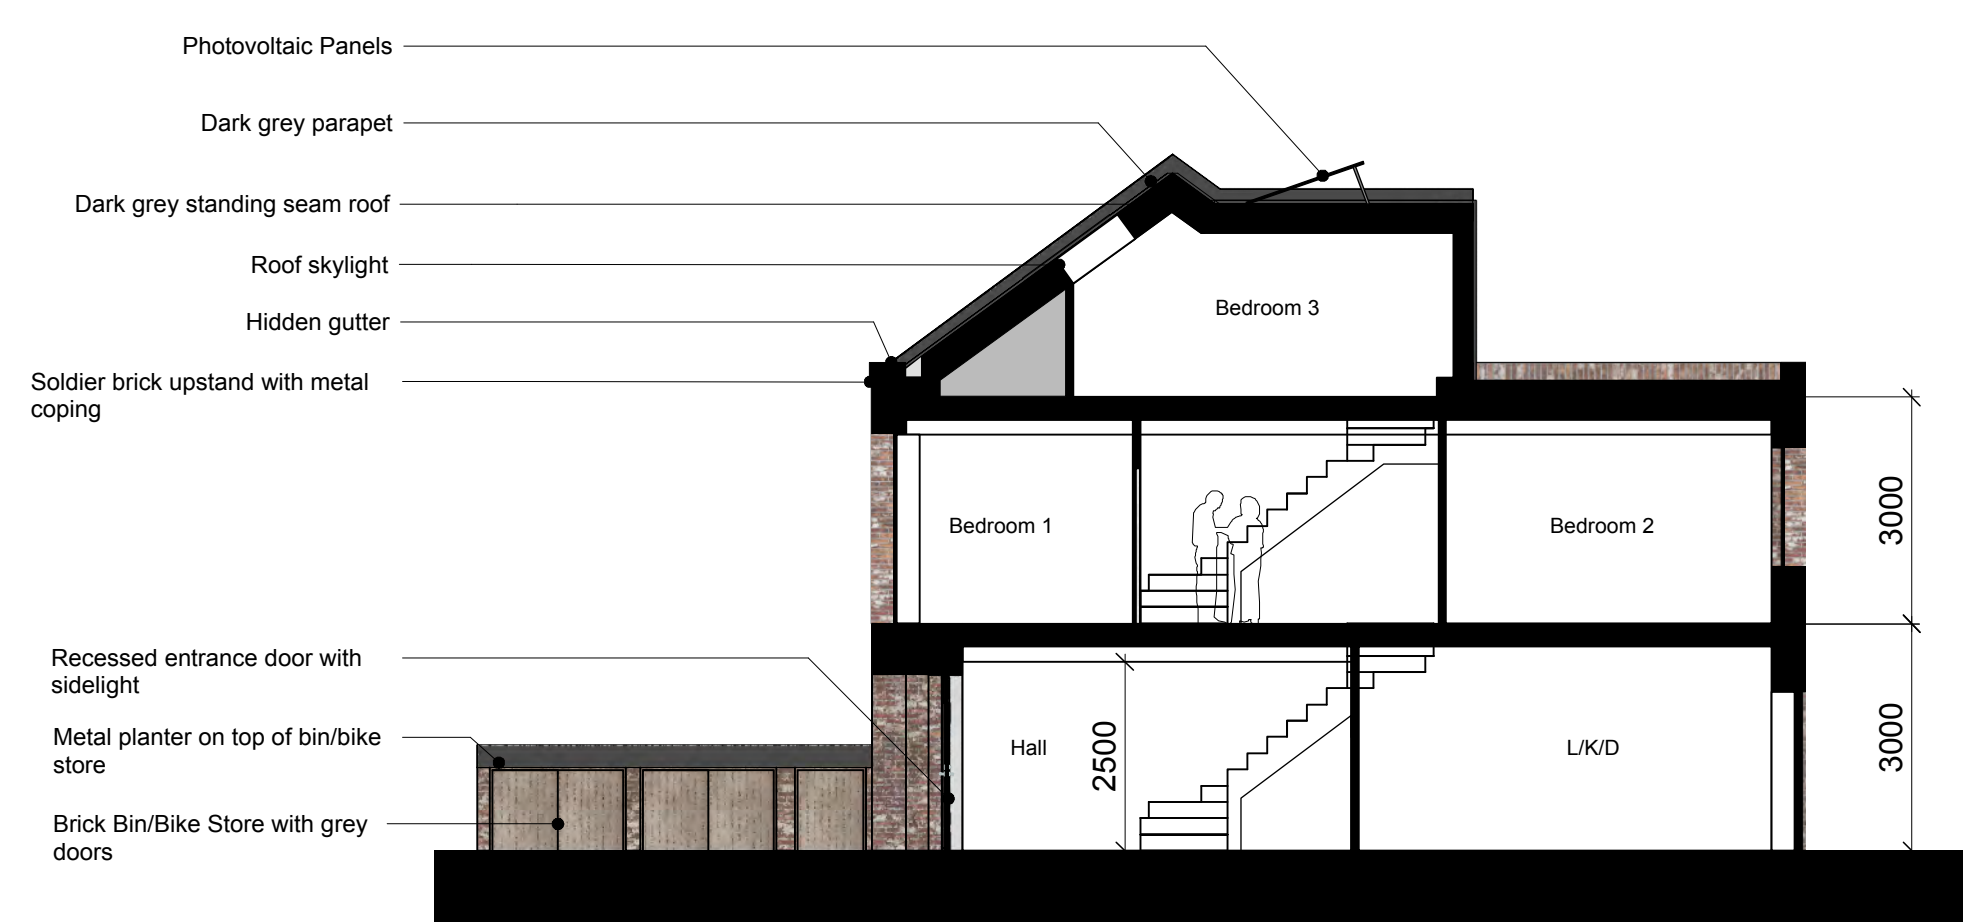 Photovoltaic Panels
Dark grey parapet
Dark grey standing seam roof
Roof skylight
Hidden gutter
Soldier brick upstand with metal
coping
Recessed entrance door with
sidelight
Metal planter on top of bin/bike
store
Brick Bin/Bike Store with grey
doors
Bedroom 3
Bedroom 1
Bedroom 2
3000
Hall
2500
L/K/D
3000